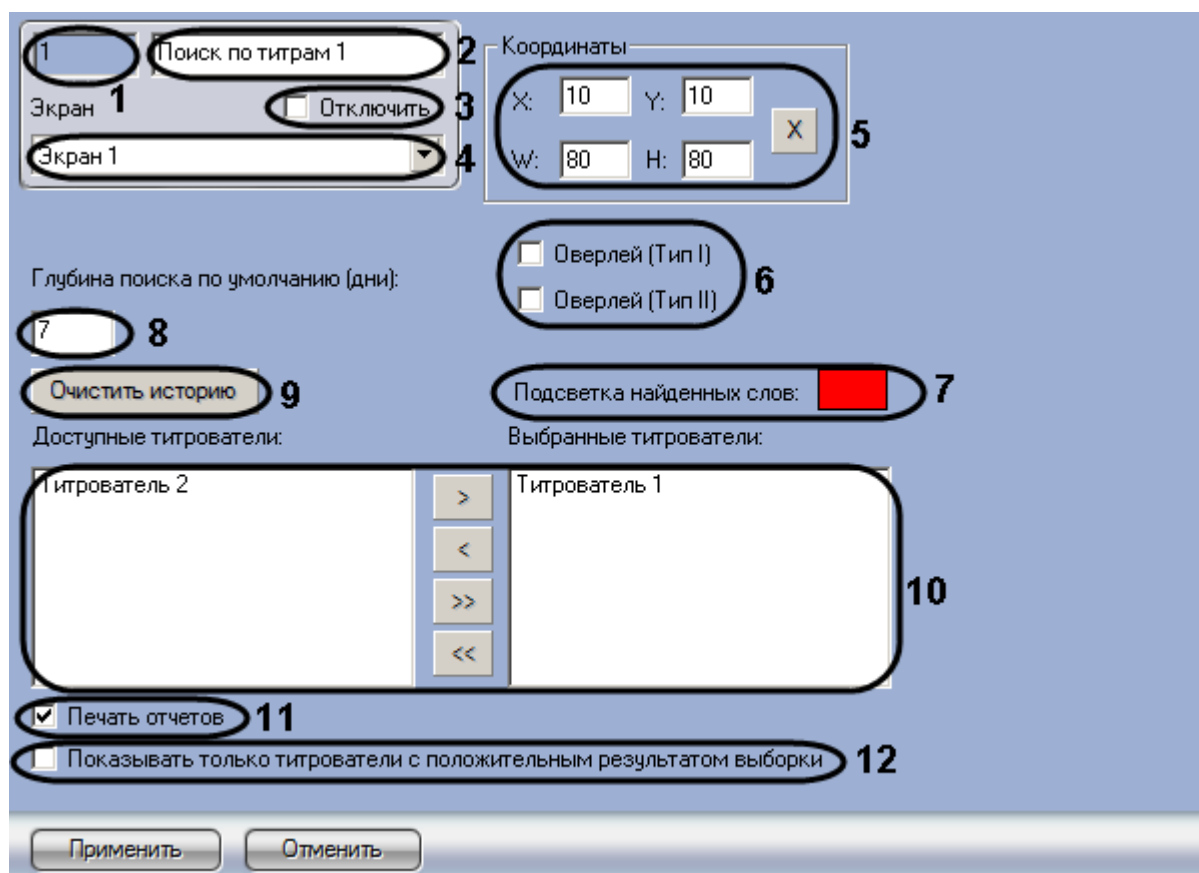 1 Поиск по титрам 1 2
Экран 1 Отключить 3
Экран 1 4
Координаты
X: 10 Y: 10 X 5
W: 80 H: 80
Оверлей (Тип I)
Оверлей (Тип II) 6
Глубина поиска по умолчанию (дни):
7 8
Очистить историю 9
Подсветка найденных слов: 7
Доступные титрователи: Выбранные титрователи:
Титрователь 2 > Титрователь 1
<
>> 10
<<
Печать отчетов 11
Показывать только титрователи с положительным результатом выборки 12
Применить Отменить